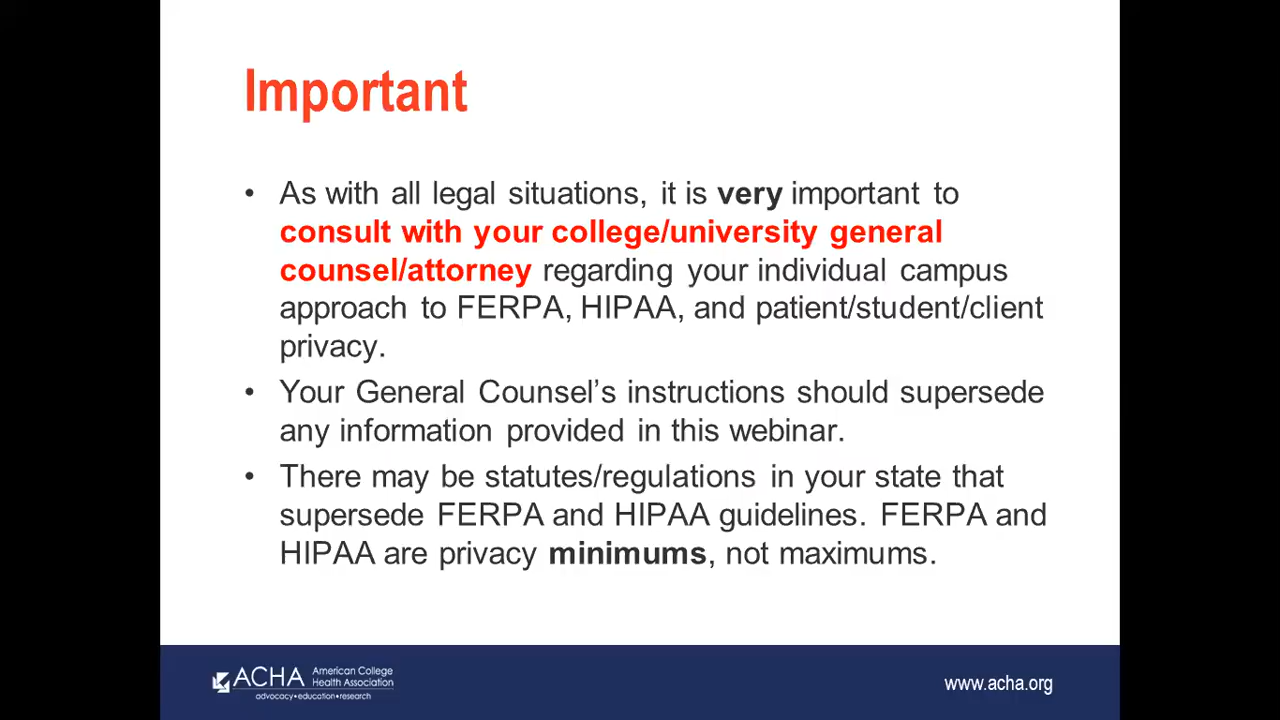 Important
• As with all legal situations, it is very important to
consult with your college/university general
counsel/attorney regarding your individual campus
approach to FERPA, HIPAA, and patient/student/client
privacy.
• Your General Counsel’s instructions should supersede
any information provided in this webinar.
• There may be statutes/regulations in your state that
supersede FERPA and HIPAA guidelines. FERPA and
HIPAA are privacy minimums, not maximums.
ACHA American College
Health Association
advocacy • education • research
www.acha.org